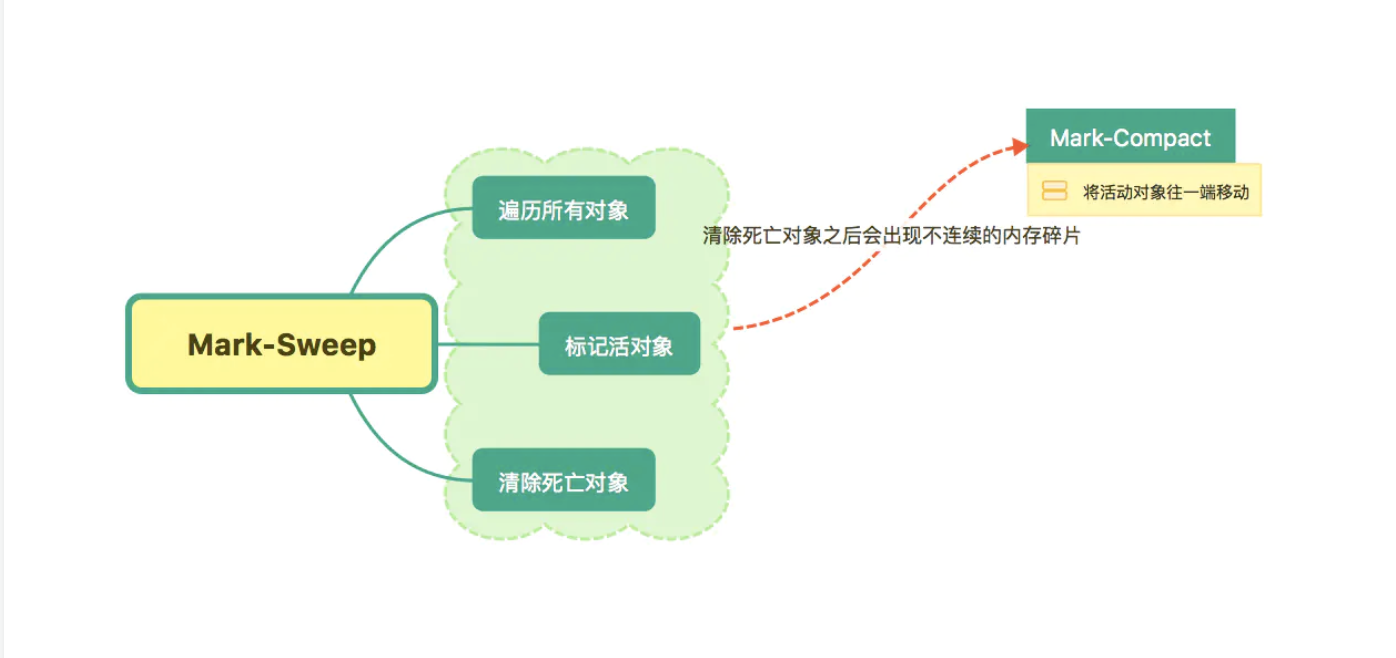 Mark-Sweep
遍历所有对象
标记活对象
清除死亡对象
清除死亡对象之后会出现不连续的内存碎片
Mark-Compact
将活动对象往一端移动